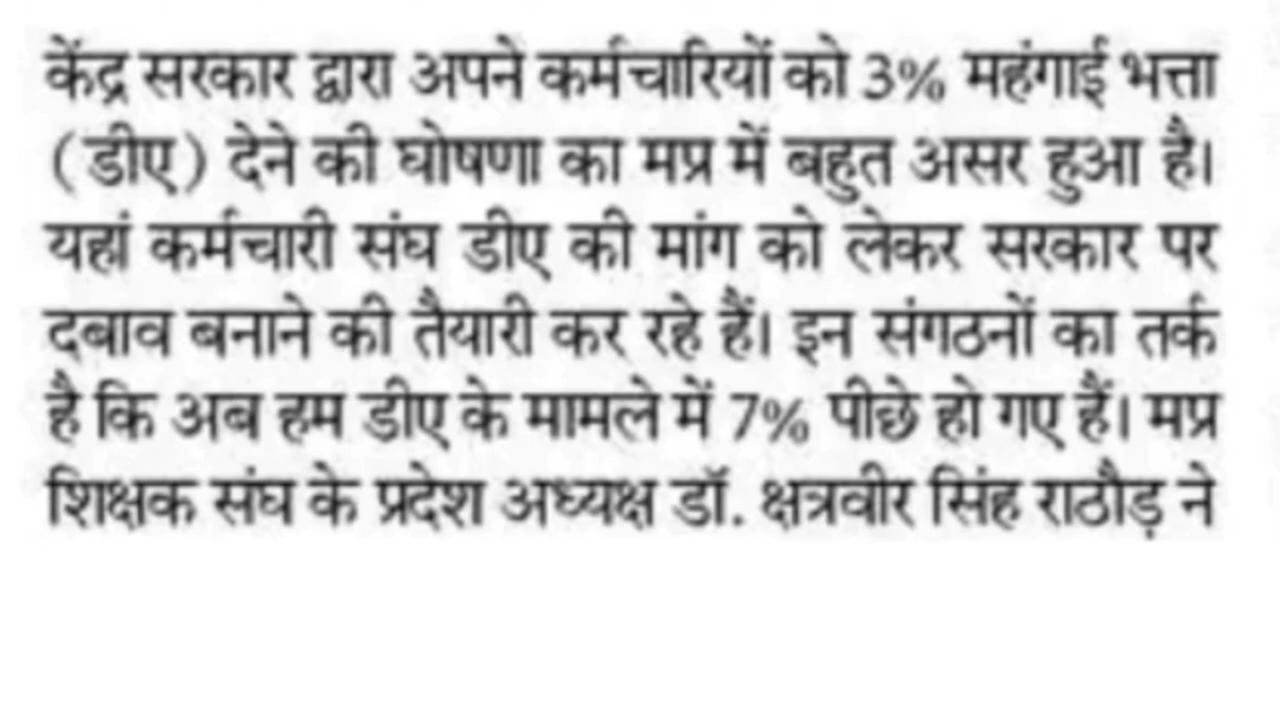 केंद्र सरकार द्वारा अपने कर्मचारियों को 3% महंगाई भत्ता
(डीए) देने की घोषणा का मप्र में बहुत असर हुआ है।
यहां कर्मचारी संघ डीए की मांग को लेकर सरकार पर
दबाव बनाने की तैयारी कर रहे हैं। इन संगठनों का तर्क
है कि अब हम डीए के मामले में 7% पीछे हो गए हैं। मप्र
शिक्षक संघ के प्रदेश अध्यक्ष डॉ. क्षत्रवीर सिंह राठौड़ ने